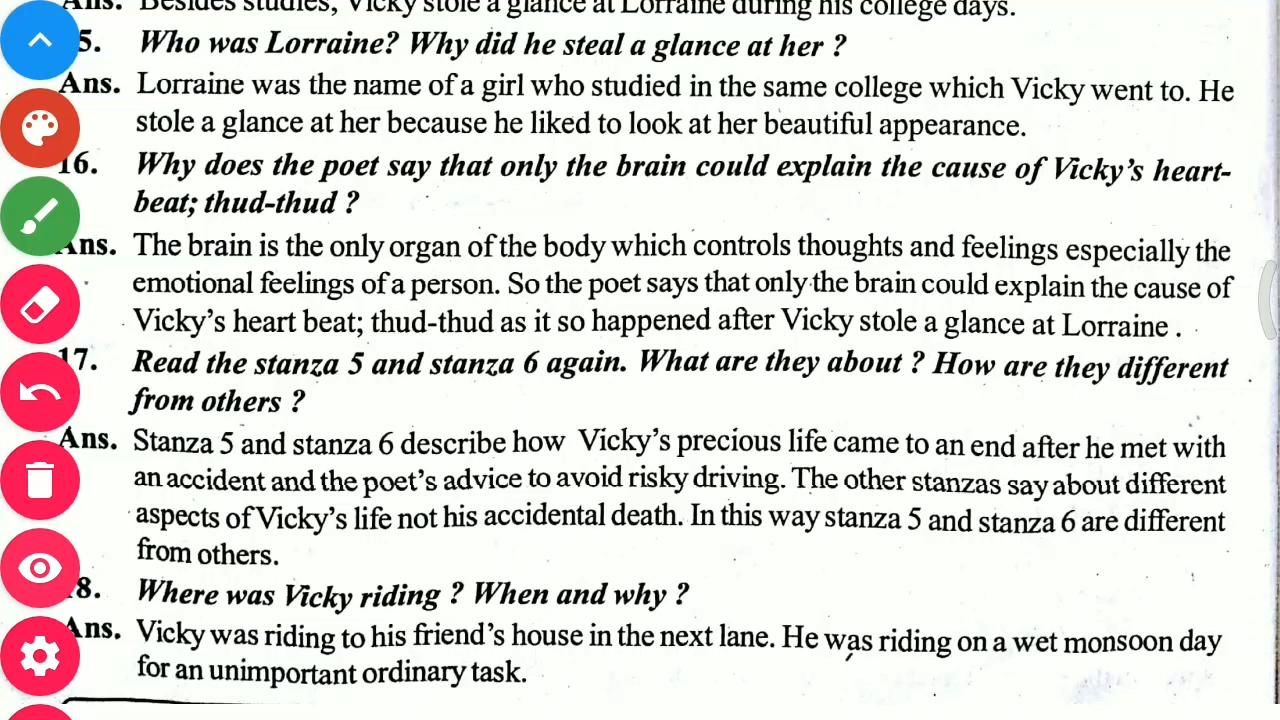 Ans. Besides studies, Vicky stole a glance at Lorraine during his college days.
5. Who was Lorraine? Why did he steal a glance at her ?
Ans. Lorraine was the name of a girl who studied in the same college which Vicky went to. He
stole a glance at her because he liked to look at her beautiful appearance.
16. Why does the poet say that only the brain could explain the cause of Vicky's heart-
beat; thud-thud ?
Ans. The brain is the only organ of the body which controls thoughts and feelings especially the
emotional feelings of a person. So the poet says that only the brain could explain the cause of
Vicky's heart beat; thud-thud as it so happened after Vicky stole a glance at Lorraine .
17. Read the stanza 5 and stanza 6 again. What are they about ? How are they different
from others ?
Ans. Stanza 5 and stanza 6 describe how Vicky's precious life came to an end after he met with
an accident and the poet's advice to avoid risky driving. The other stanzas say about different
aspects of Vicky's life not his accidental death. In this way stanza 5 and stanza 6 are different
from others.
8. Where was Vicky riding ? When and why ?
Ans. Vicky was riding to his friend's house in the next lane. He was riding on a wet monsoon day
for an unimportant ordinary task.